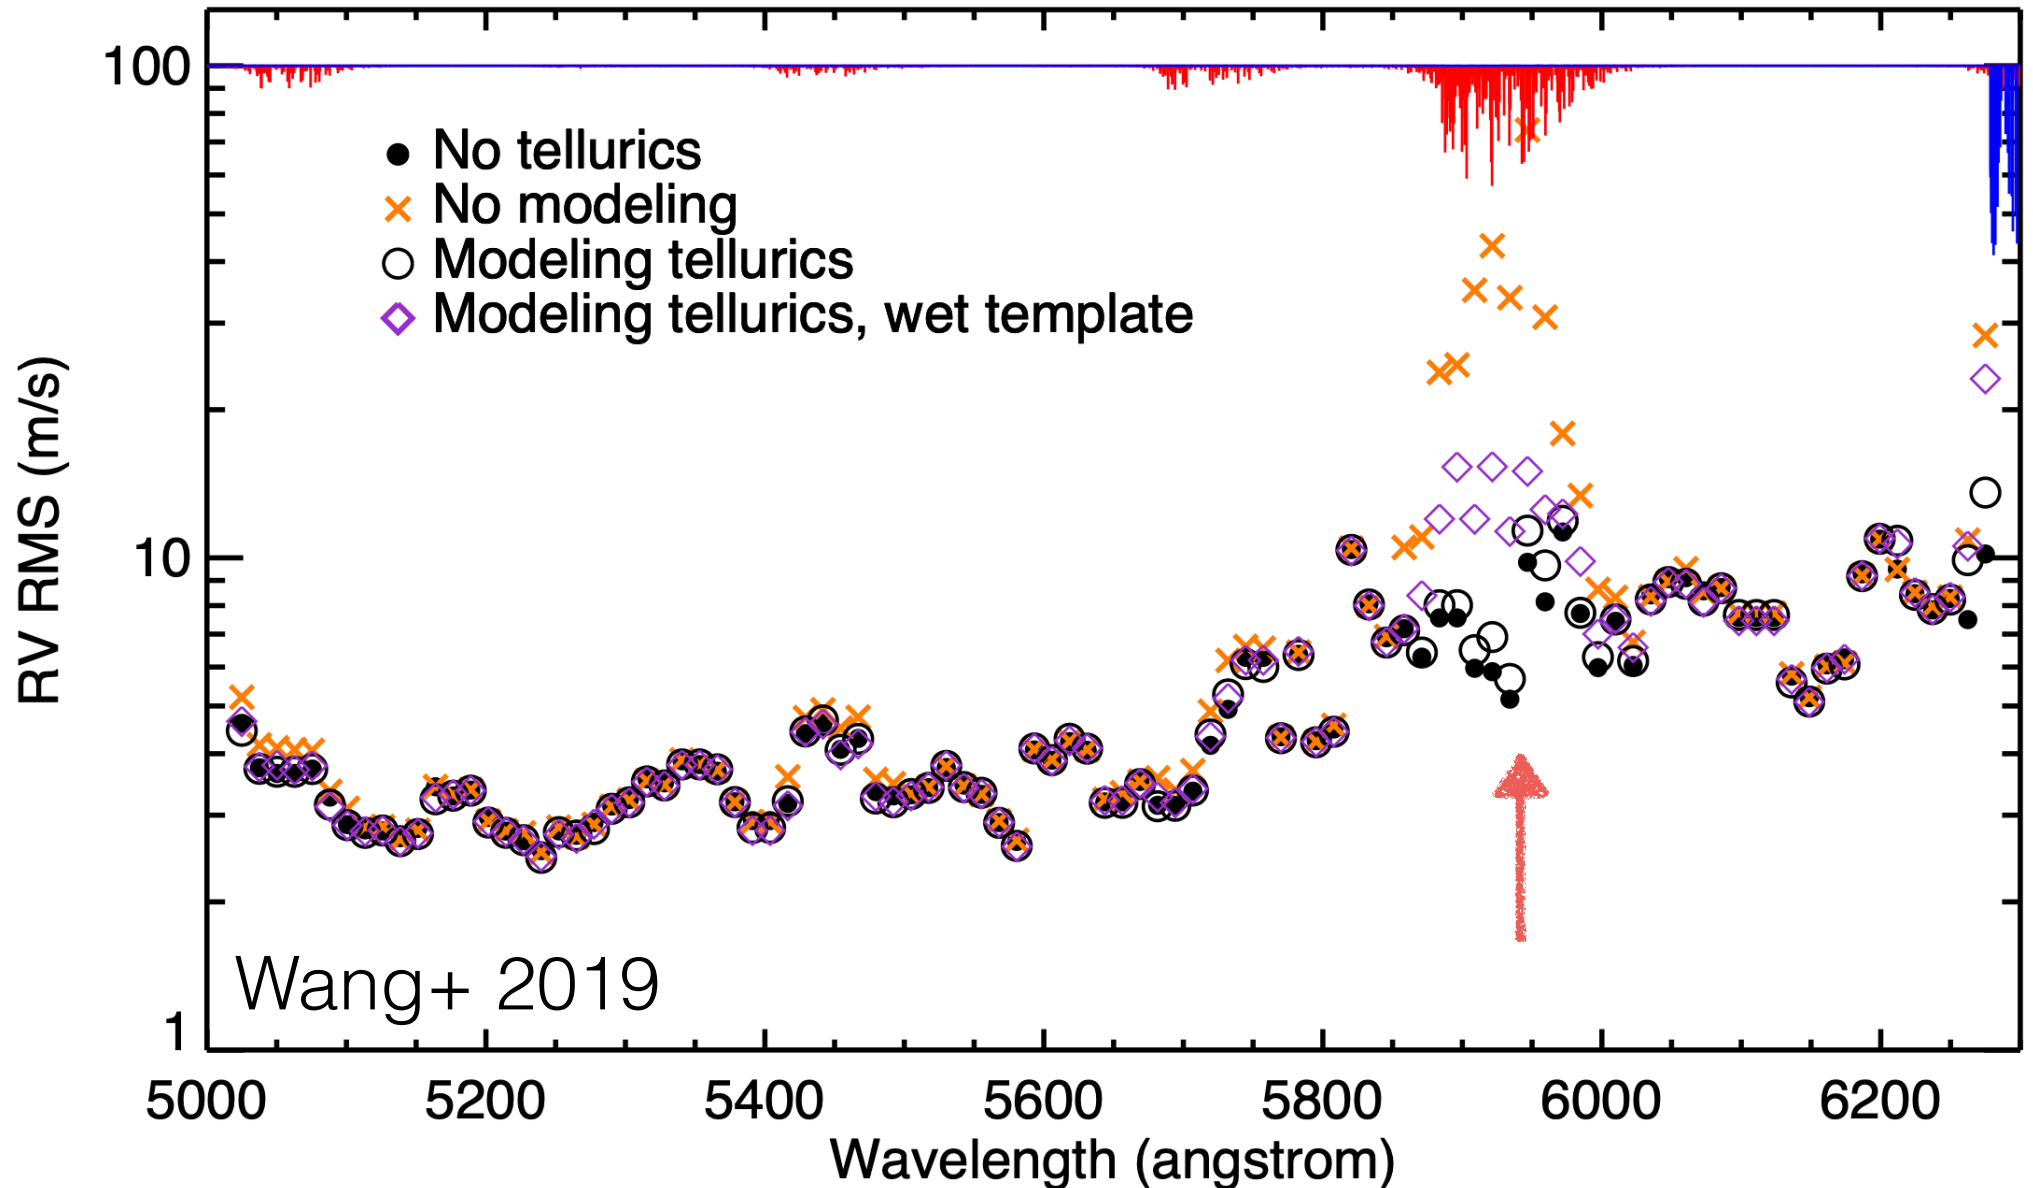 100
No tellurics
No modeling
Modeling tellurics
Modeling tellurics, wet template
RV RMS (m/s)
10
Wang+ 2019
1
5000 5200 5400 5600 5800 6000 6200
Wavelength (angstrom)